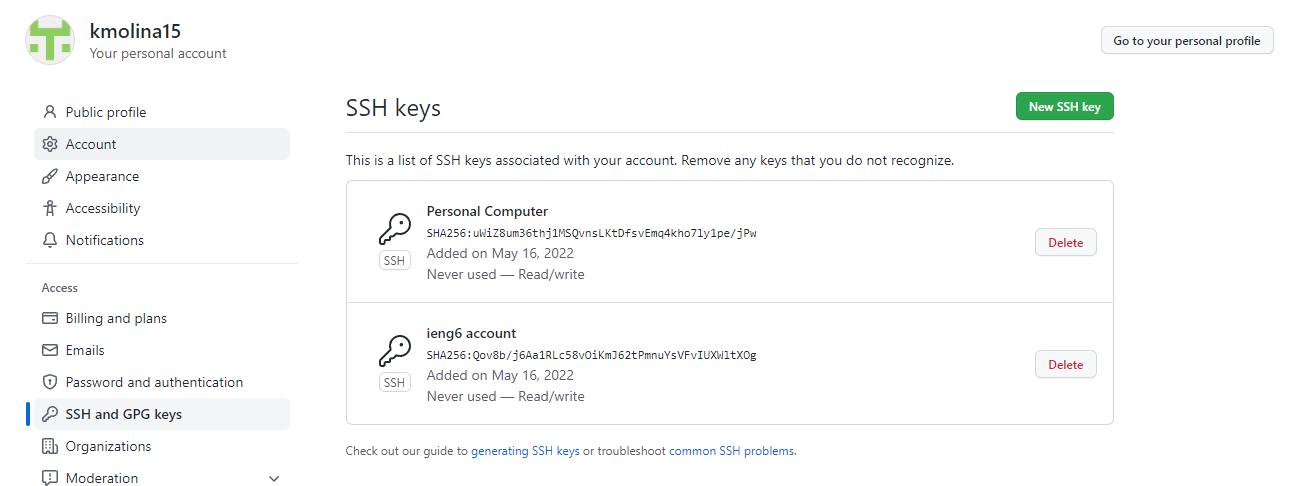 kmolina15
Your personal account
Go to your personal profile
Public profile
Account
Appearance
Accessibility
Notifications
Access
Billing and plans
Emails
Password and authentication
SSH and GPG keys
Organizations
Moderation
SSH keys
New SSH key
This is a list of SSH keys associated with your account. Remove any keys that you do not recognize.
Personal Computer
SHA256:uWiZ8um36thj1MSQvnsLKtDfsvEmq4kho7ly1pe/jPw
SSH
Added on May 16, 2022
Never used — Read/write
Delete
ieng6 account
SHA256:Qov8b/j6Aa1RLc58vOiKmJ62tPmnuYsVFvIUXWltXOg
SSH
Added on May 16, 2022
Never used — Read/write
Delete
Check out our guide to generating SSH keys or troubleshoot common SSH problems.